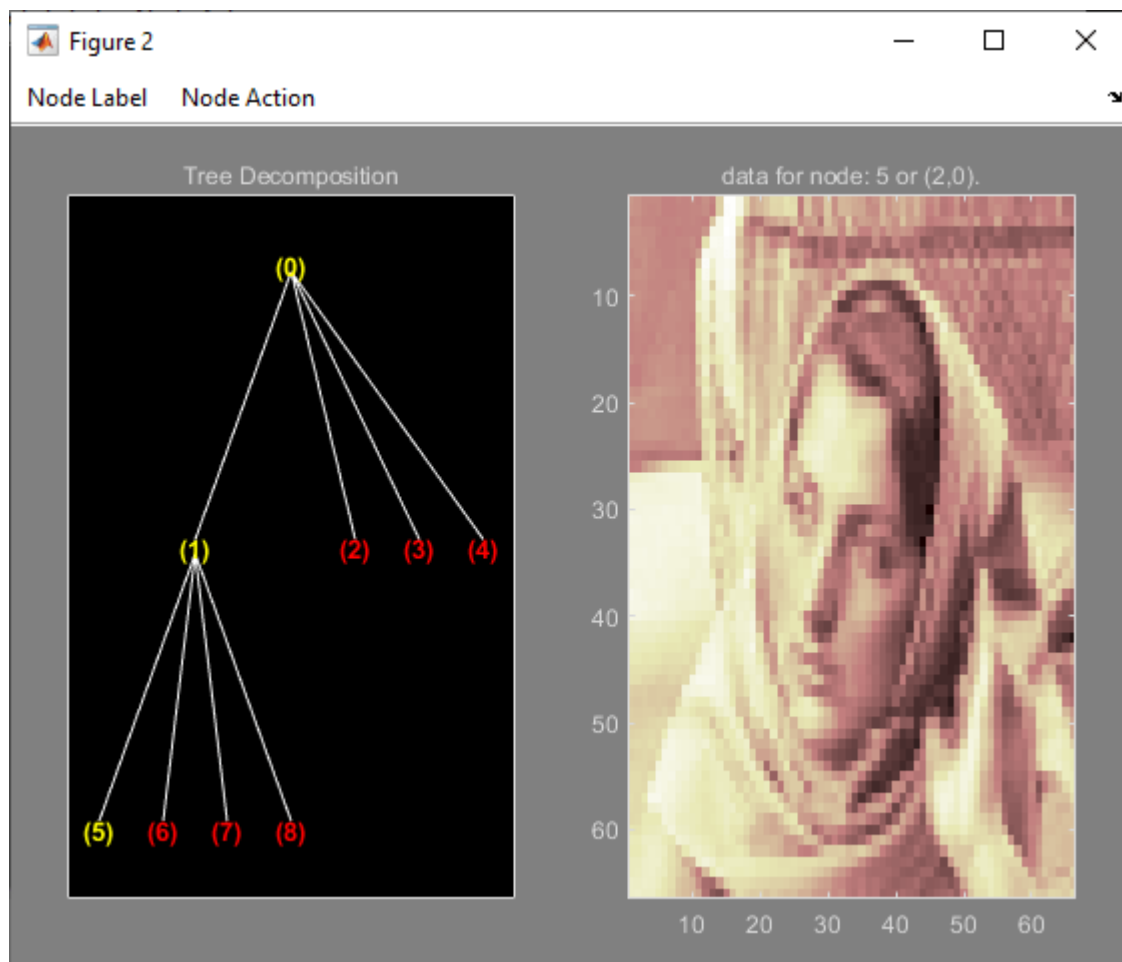 Figure 2
Node Label Node Action
Tree Decomposition
(0)
(1) (2) (3) (4)
(5) (6) (7) (8)
data for node: 5 or (2,0).
10
20
30
40
50
60
10 20 30 40 50 60